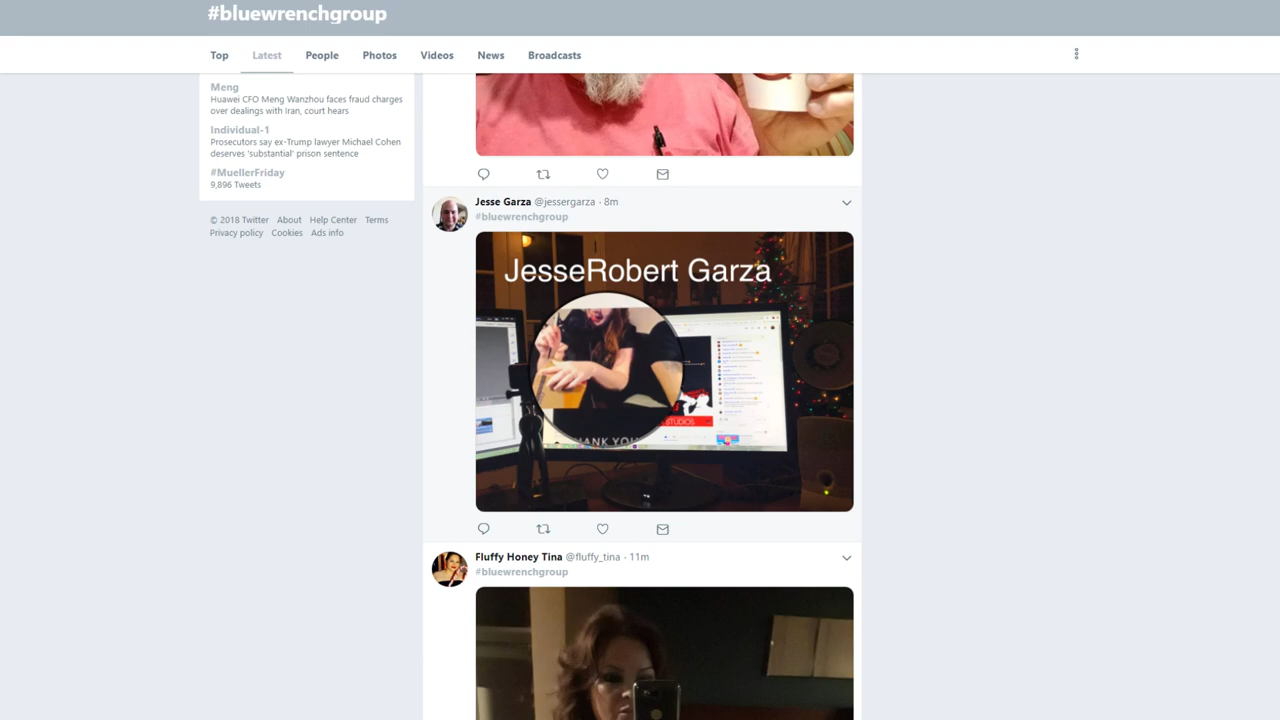 #bluewrenchgroup
Top Latest People Photos Videos News Broadcasts
Meng
Huawei CFO Meng Wanzhou faces fraud charges
over dealings with Iran, court hears
Individual-1
Prosecutors say ex-Trump lawyer Michael Cohen
deserves 'substantial' prison sentence
#MuellerFriday
9,896 Tweets
© 2018 Twitter About Help Center Terms
Privacy policy Cookies Ads info
Jesse Garza @jessergarza · 8m
#bluewrenchgroup
JesseRobert Garza
STUDIOS
Fluffy Honey Tina @fluffy_tina · 11m
#bluewrenchgroup